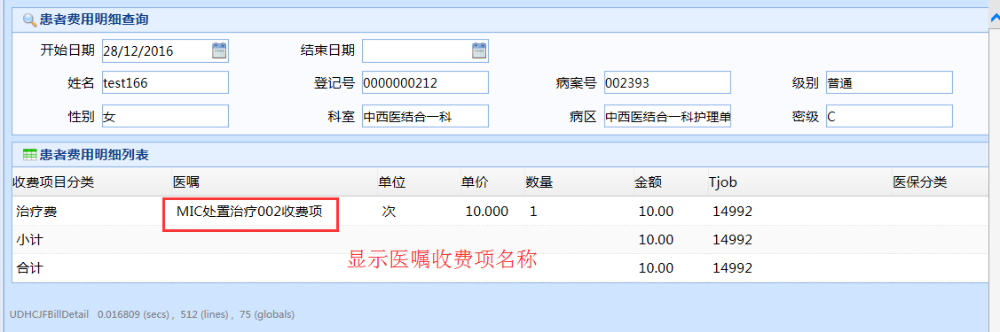 患者费用明细查询
开始日期 28/12/2016 结束日期
姓名 test166 登记号 0000000212 病案号 002393 级别 普通
性别 女 科室 中西医结合一科 病区 中西医结合一科护理单 密级 C
患者费用明细列表
收费项目分类 医嘱 单位 单价 数量 金额 Tjob 医保分类
治疗费 MIC处置治疗002收费项 次 10.000 1 10.00 14992
小计 10.00 14992
显示医嘱收费项名称
合计 10.00 14992
UDHCJFBillDetail 0.016809 (secs) , 512 (lines) , 75 (globals)